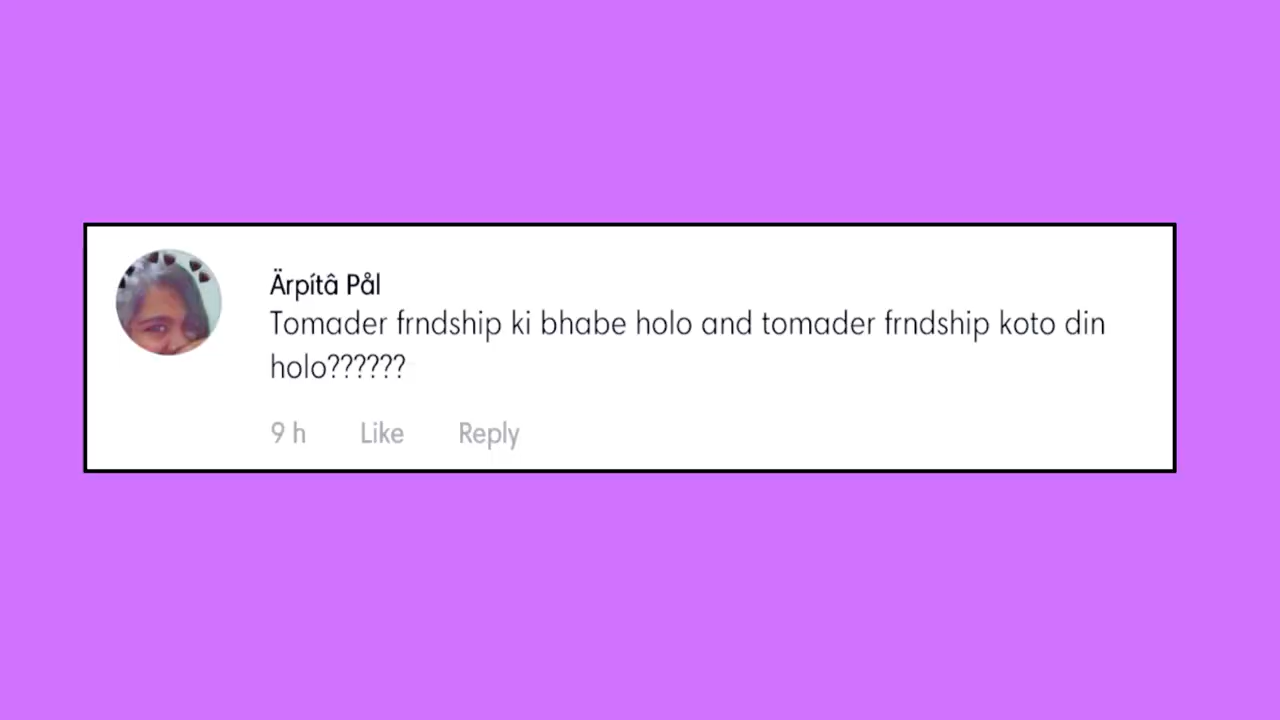 Ärpítâ Pål
Tomader frndship ki bhabe holo and tomader frndship koto din
holo??????
9 h Like Reply